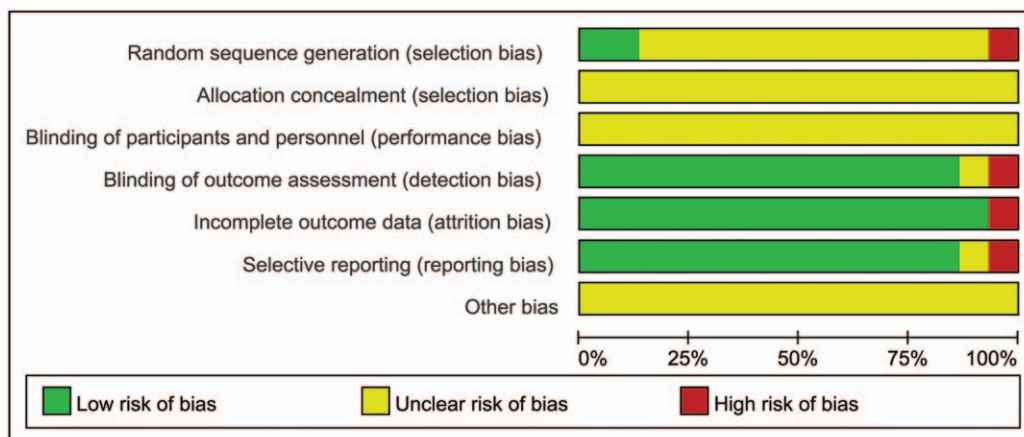 Random sequence generation (selection bias)
Allocation concealment (selection bias)
Blinding of participants and personnel (performance bias)
Blinding of outcome assessment (detection bias)
Incomplete outcome data (attrition bias)
Selective reporting (reporting bias)
Other bias
0% 25% 50% 75% 100%
Low risk of bias Unclear risk of bias High risk of bias